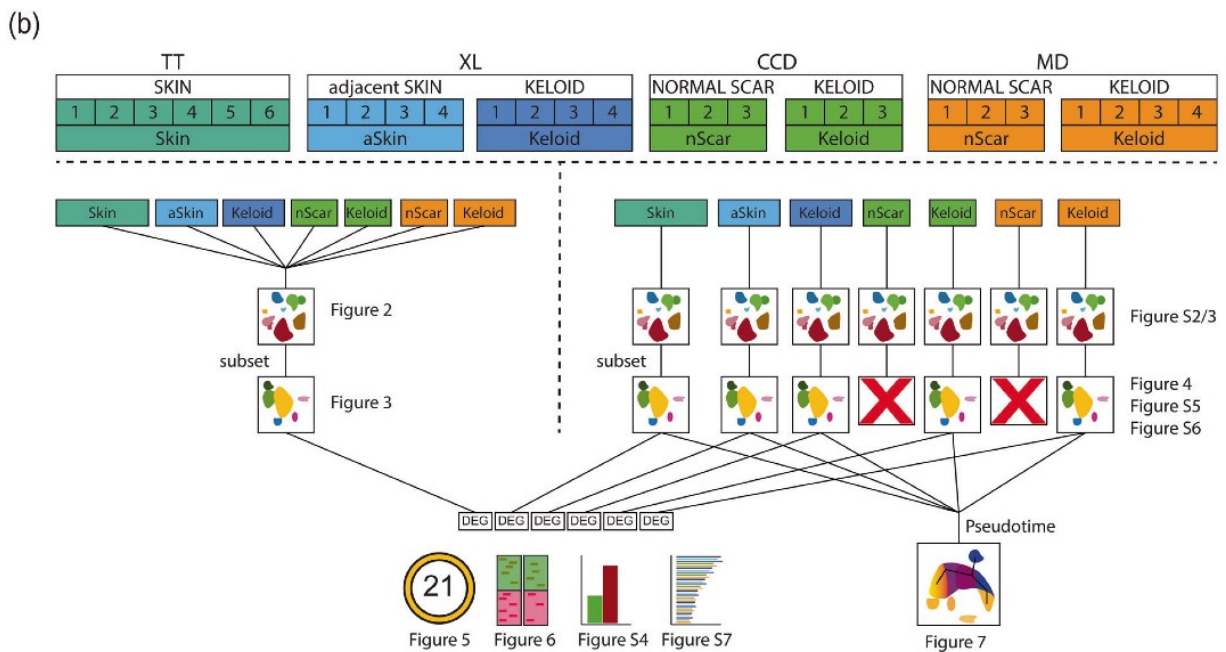 (b)
TT XL CCD MD
SKIN adjacent SKIN KELOID NORMAL SCAR KELOID NORMAL SCAR KELOID
1 2 3 4 5 6 1 2 3 4 1 2 3 4 1 2 3 1 2 3 1 2 3 1 2 3 4
Skin aSkin Keloid nScar Keloid nScar Keloid
Skin aSkin Keloid nScar Keloid nScar Keloid Skin aSkin Keloid nScar Keloid nScar Keloid
Figure 2 Figure S2/3
subset subset
Figure 3 Figure 4
Figure S5
Figure S6
DEG DEG DEG DEG DEG DEG
Pseudotime
21
Figure 5 Figure 6 Figure S4 Figure S7 Figure 7